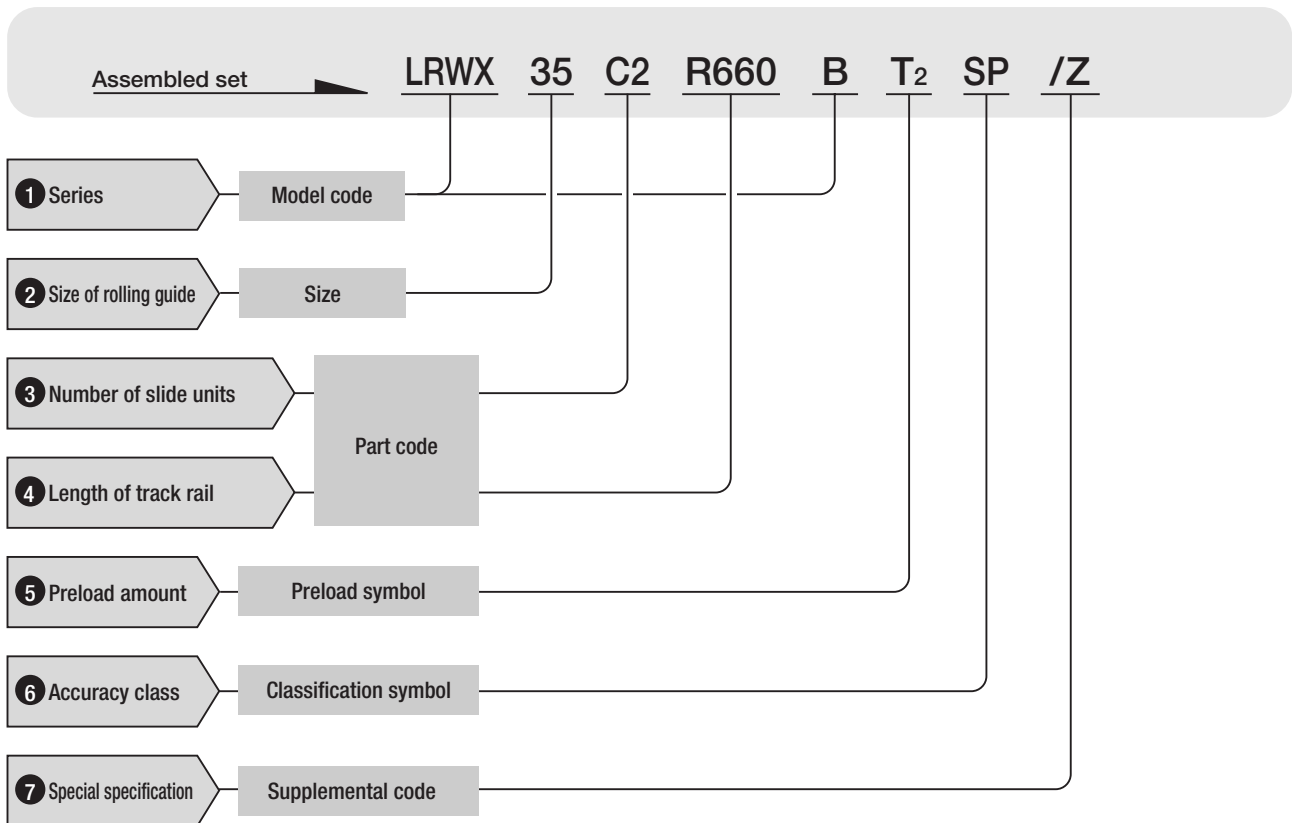 Assembled set LRWX 35 C2 R660 B T2 SP /Z
1 Series Model code
2 Size of rolling guide Size
3 Number of slide units
Part code
4 Length of track rail
5 Preload amount Preload symbol
6 Accuracy class Classification symbol
7 Special specification Supplemental code